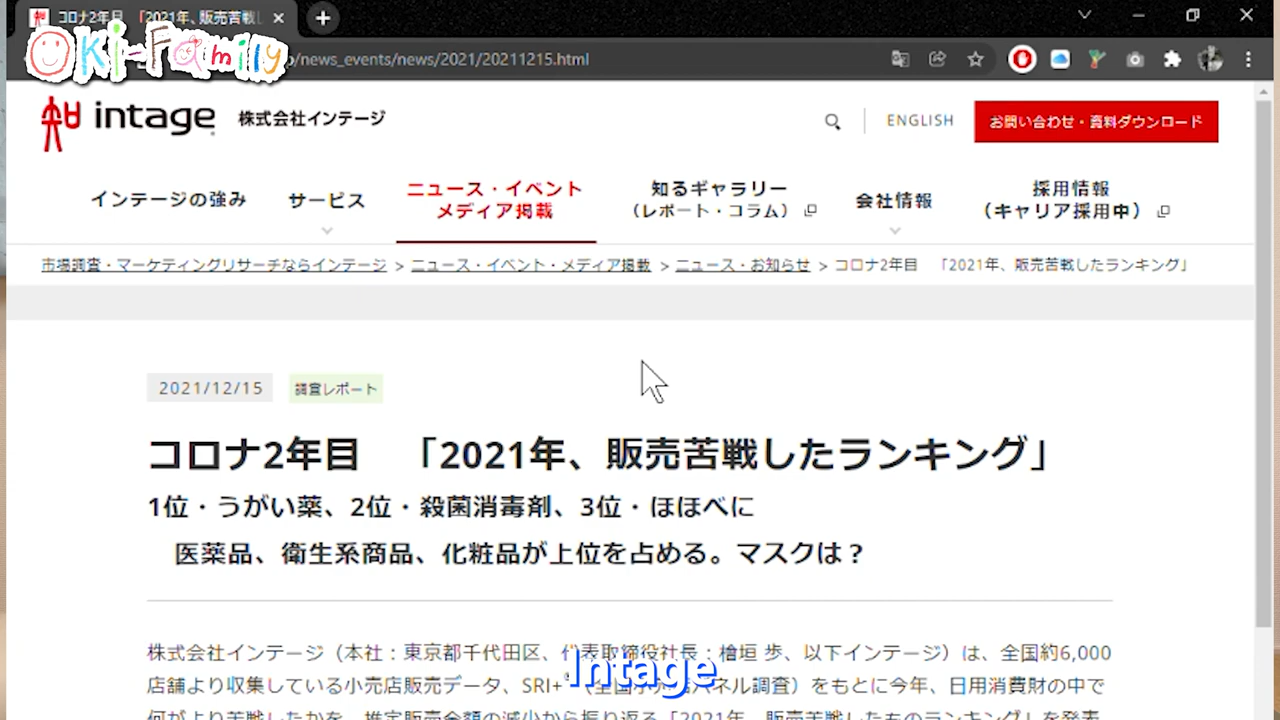 コロナ2年目 「2021年、販売苦戦し
Oki-Family
/news_events/news/2021/20211215.html
intage 株式会社インテージ
ENGLISH
お問い合わせ・資料ダウンロード
インテージの強み
サービス
ニュース・イベント
メディア掲載
知るギャラリー
（レポート・コラム）
会社情報
採用情報
（キャリア採用中）
市場調査・マーケティングリサーチならインテージ > ニュース・イベント・メディア掲載 > ニュース・お知らせ > コロナ2年目 「2021年、販売苦戦したランキング」
2021/12/15
調査レポート
コロナ2年目 「2021年、販売苦戦したランキング」
1位・うがい薬、2位・殺菌消毒剤、3位・ほほべに
医薬品、衛生系商品、化粧品が上位を占める。マスクは？
株式会社インテージ（本社：東京都千代田区、代表取締役社長：檜垣 歩、以下インテージ）は、全国約6,000
店舗より収集している小売店販売データ、SRI+ パネル調査）をもとに今年、日用消費財の中で
何がより苦戦したかを、推定販売金額の減少から振り返る「2021年、販売苦戦したものランキング」を発表
Intage